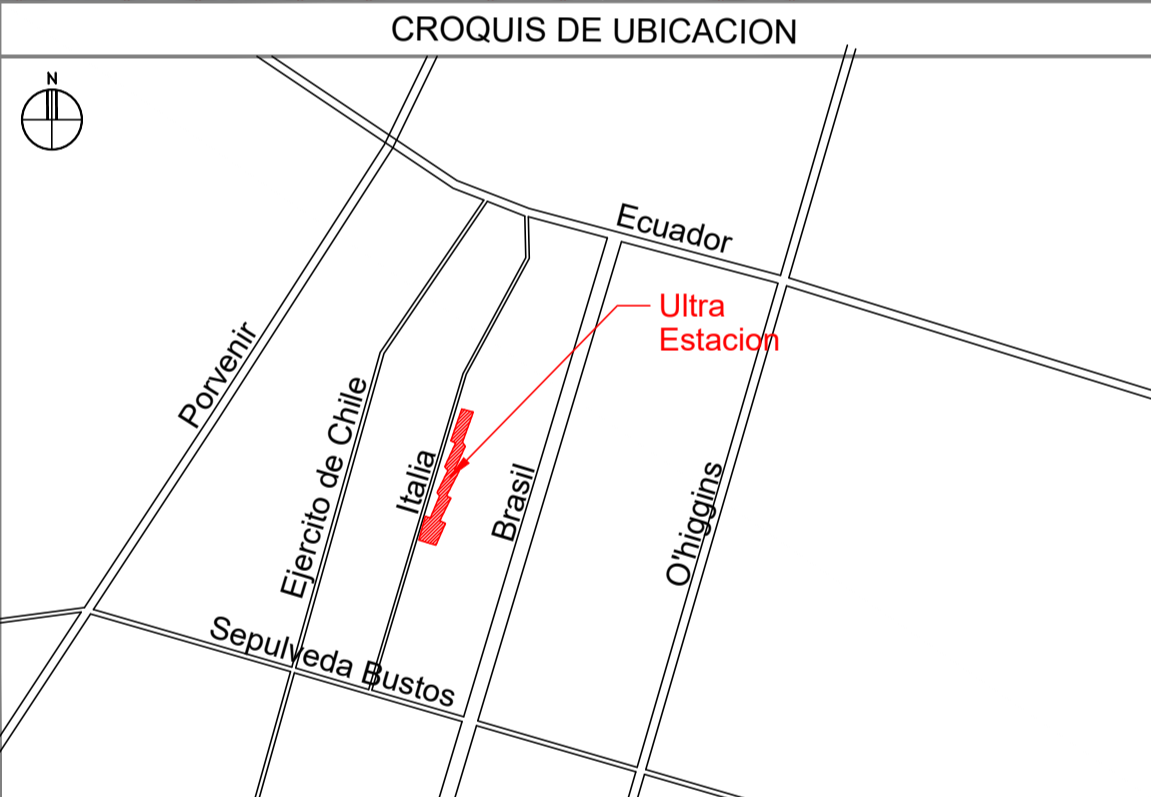 CROQUIS DE UBICACION
N
Ecuador
Ultra
Estacion
Porvenir
Ejercito de Chile
Italia
Brasil
O'higgins
Sepulveda Bustos